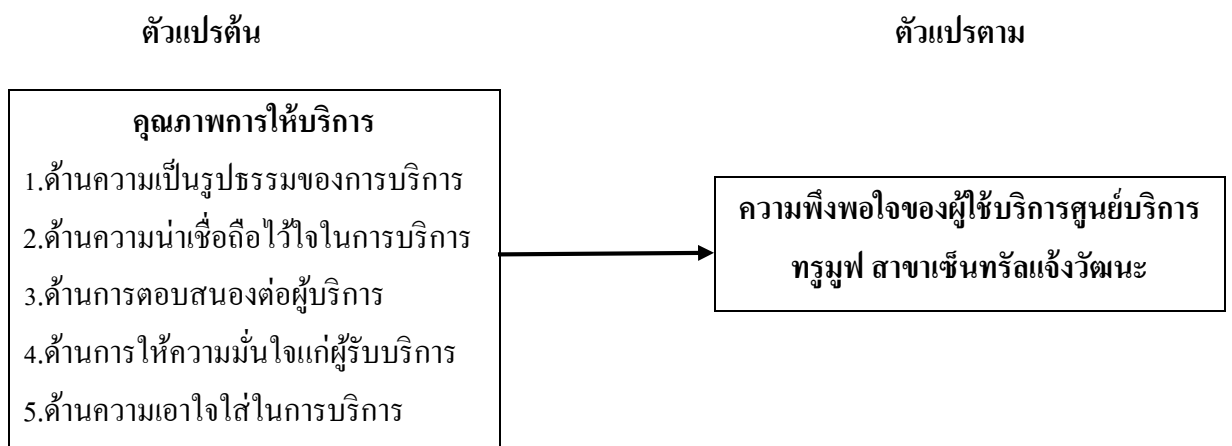 ตัวแปรต้น
ตัวแปรตาม
คุณภาพการให้บริการ
1.ด้านความเป็นรูปธรรมของการบริการ
2.ด้านความน่าเชื่อถือไว้ใจในการบริการ
3.ด้านการตอบสนองต่อผู้บริการ
4.ด้านการให้ความมั่นใจแก่ผู้รับบริการ
5.ด้านความเอาใจใส่ในการบริการ
ความพึงพอใจของผู้ใช้บริการศูนย์บริการ
ทรูมูฟ สาขาเซ็นทรัลแจ้งวัฒนะ